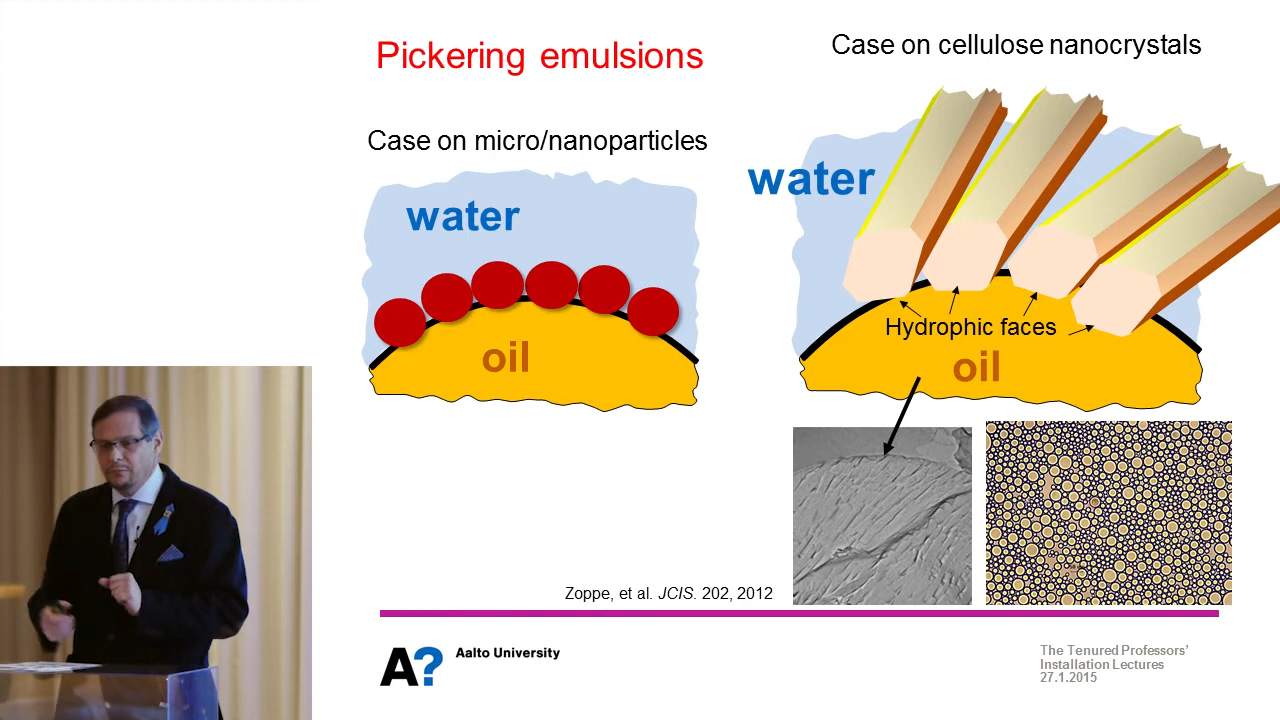 Pickering emulsions
Case on cellulose nanocrystals
Case on micro/nanoparticles
water
oil
water
Hydrophic faces
oil
Zoppe, et al. JCIS. 202, 2012
A?
Aalto University
The Tenured Professors'
Installation Lectures
27.1.2015